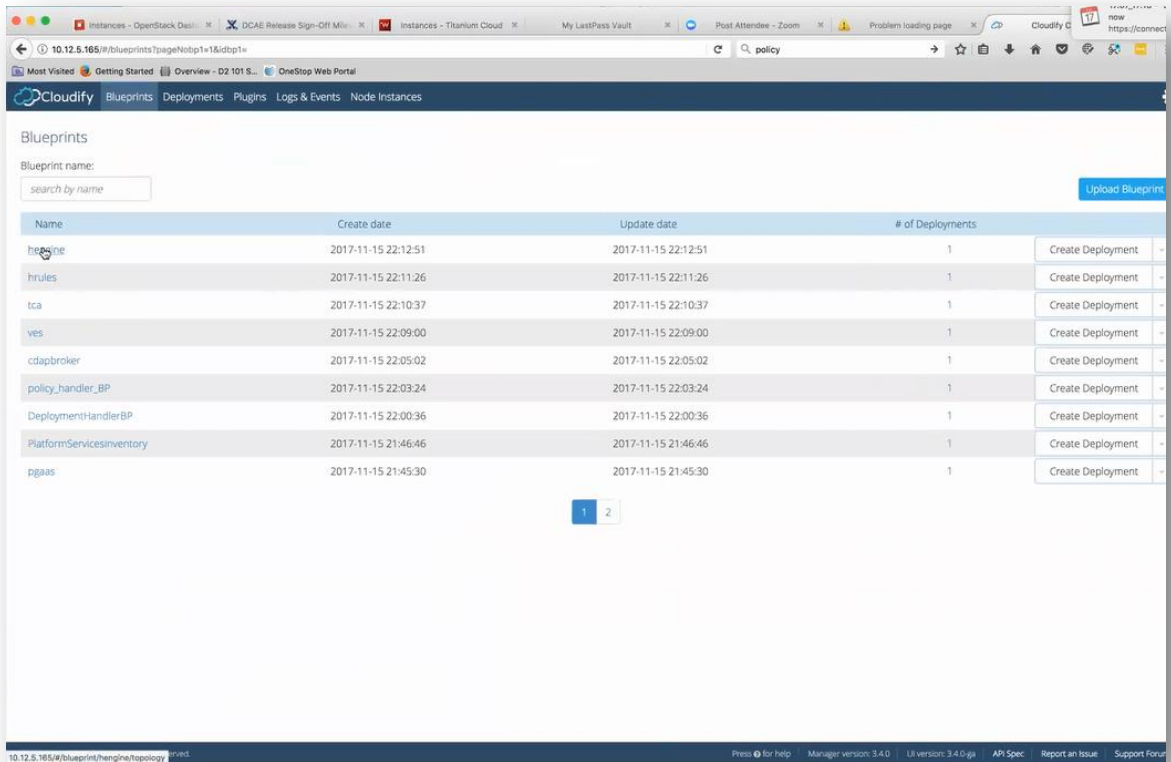 Instances - OpenStack Dash DCAE Release Sign-Off Mile Instances - Titanium Cloud My LastPass Vault Post Attendee - Zoom Problem loading page Cloudify C
17 now
https://connect
10.12.5.165/#/blueprints?pageNobp1=1&idbp1= policy
Most Visited Getting Started Overview - D2 101 S... OneStop Web Portal
Cloudify Blueprints Deployments Plugins Logs & Events Node Instances
Blueprints
Blueprint name:
search by name
Upload Blueprint
Name Create date Update date # of Deployments
hengine 2017-11-15 22:12:51 2017-11-15 22:12:51 1 Create Deployment
hrules 2017-11-15 22:11:26 2017-11-15 22:11:26 1 Create Deployment
tca 2017-11-15 22:10:37 2017-11-15 22:10:37 1 Create Deployment
ves 2017-11-15 22:09:00 2017-11-15 22:09:00 1 Create Deployment
cdapbroker 2017-11-15 22:05:02 2017-11-15 22:05:02 1 Create Deployment
policy_handler_BP 2017-11-15 22:03:24 2017-11-15 22:03:24 1 Create Deployment
DeploymentHandlerBP 2017-11-15 22:00:36 2017-11-15 22:00:36 1 Create Deployment
PlatformServicesInventory 2017-11-15 21:46:46 2017-11-15 21:46:46 1 Create Deployment
pgaas 2017-11-15 21:45:30 2017-11-15 21:45:30 1 Create Deployment
1 2
10.12.5.165/#/blueprint/hengine/topology erved. Press for help Manager version: 3.4.0 UI version: 3.4.0-ga API Spec Report an Issue Support Forum